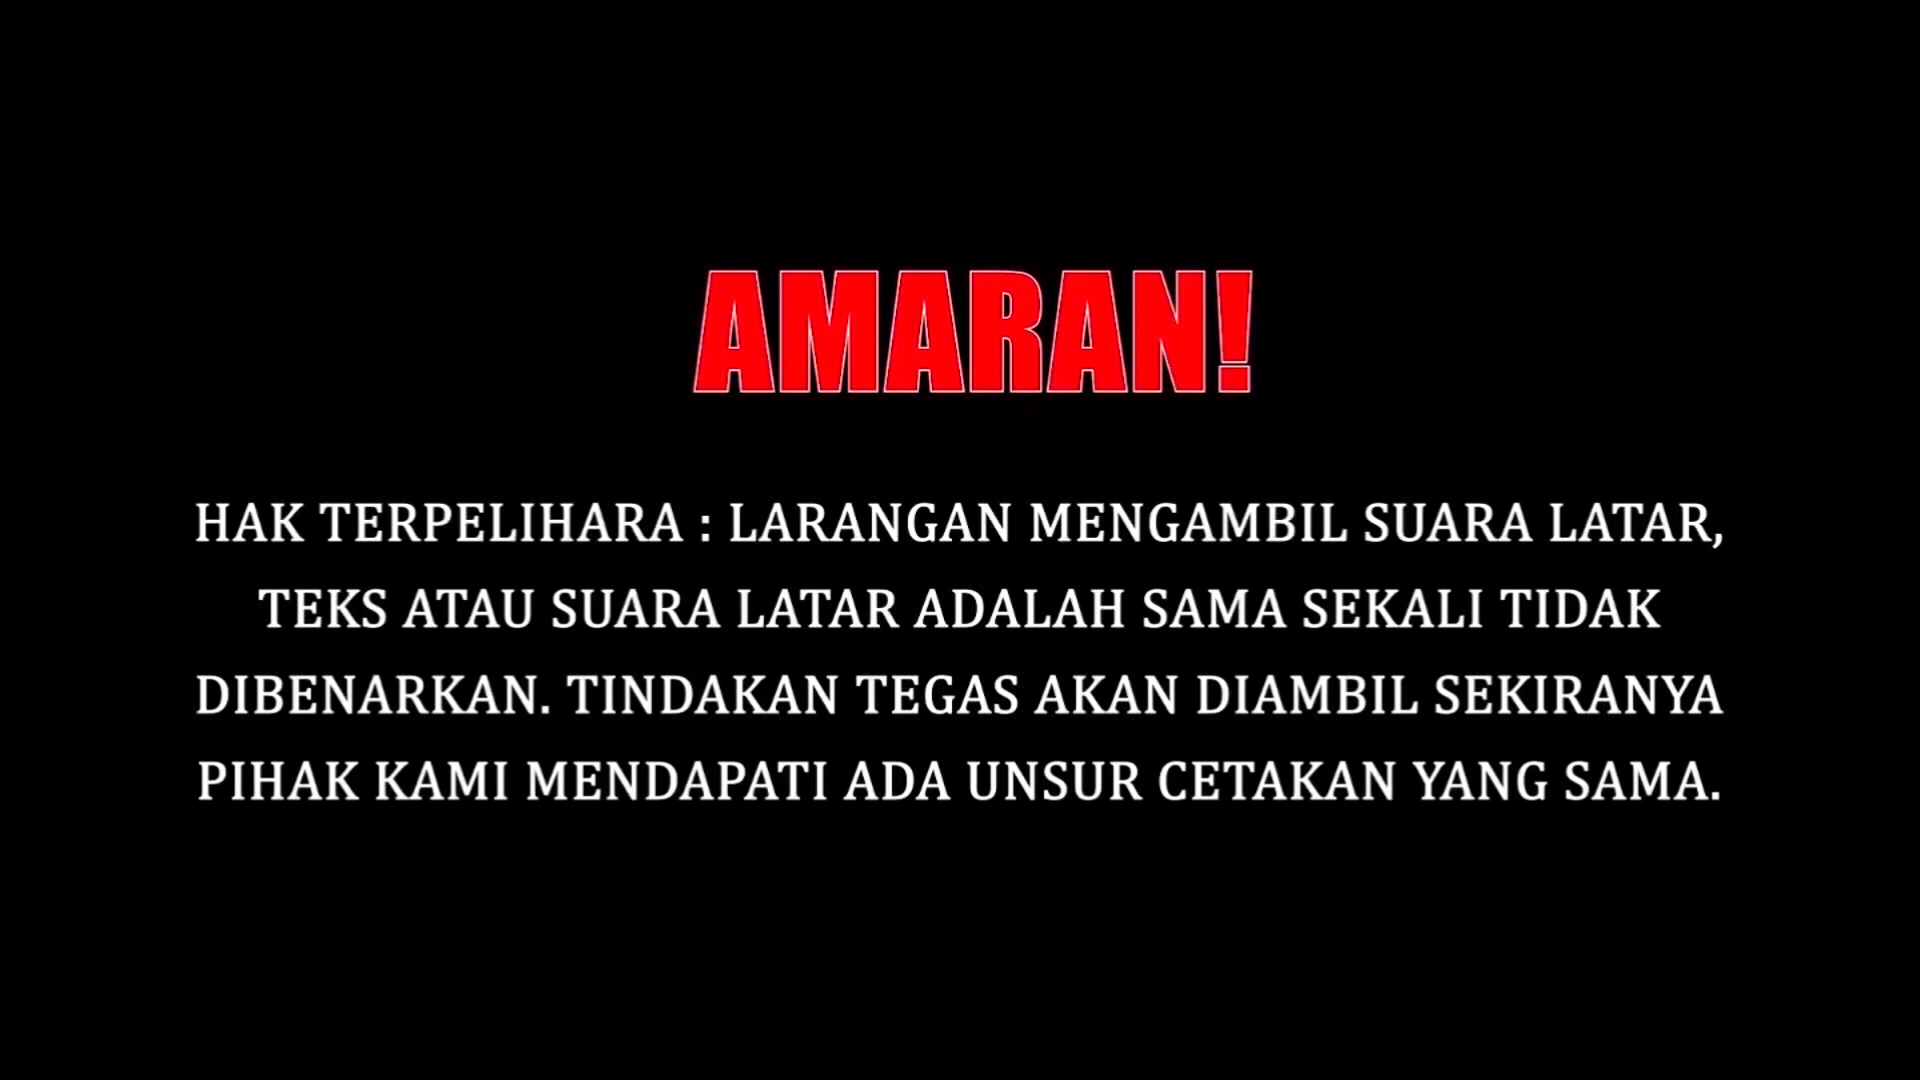 AMARAN!
HAK TERPELIHARA : LARANGAN MENGAMBIL SUARA LATAR,
TEKS ATAU SUARA LATAR ADALAH SAMA SEKALI TIDAK
DIBENARKAN. TINDAKAN TEGAS AKAN DIAMBIL SEKIRANYA
PIHAK KAMI MENDAPATI ADA UNSUR CETAKAN YANG SAMA.